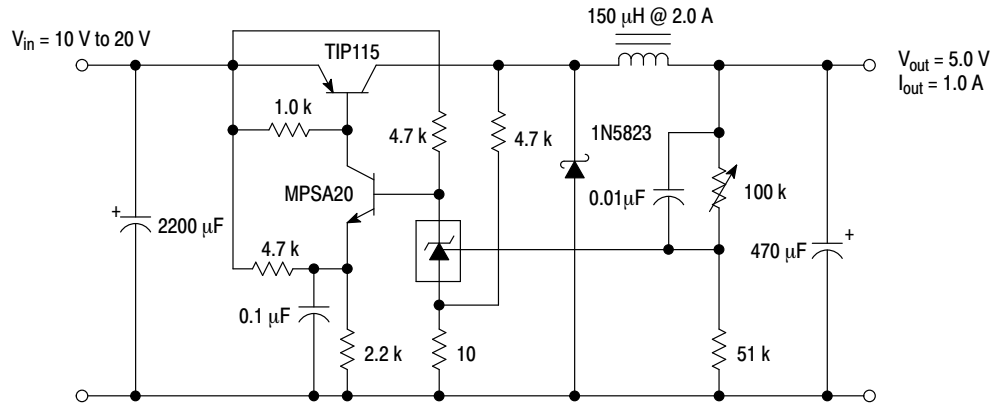 150 μH @ 2.0 A
Vin = 10 V to 20 V
TIP115
Vout = 5.0 V
Iout = 1.0 A
1.0 k
4.7 k
4.7 k
1N5823
MPSA20
0.01μF
100 k
+
2200 μF
4.7 k
470 μF
+
0.1 μF
2.2 k
10
51 k